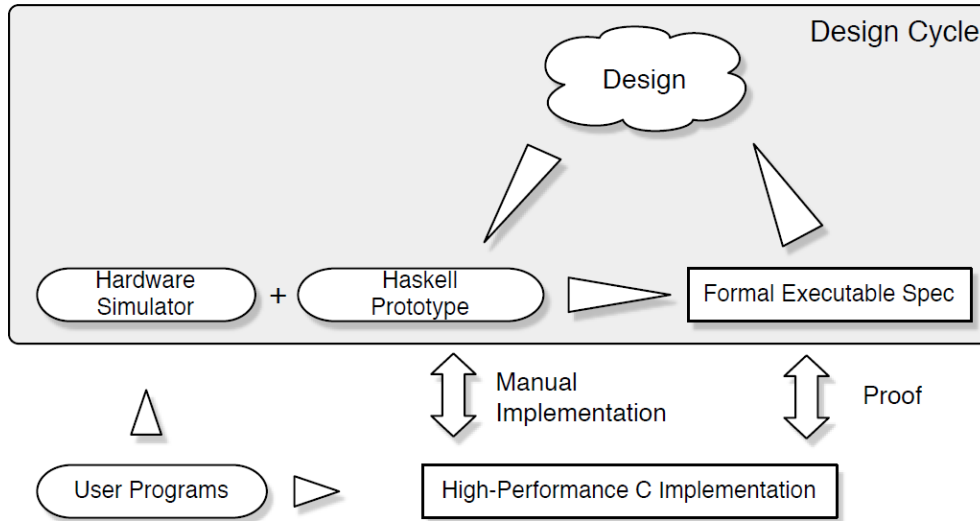 Design Cycle
Design
Hardware
Simulator
+
Haskell
Prototype
Formal Executable Spec
Manual
Implementation
Proof
User Programs
High-Performance C Implementation